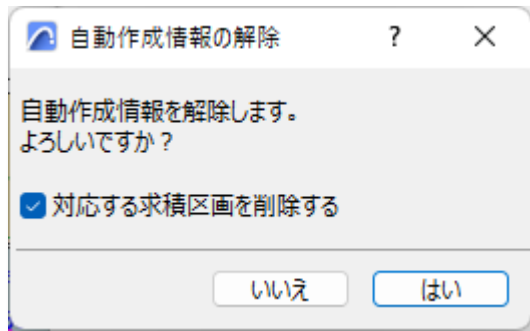 自動作成情報の解除
?
自動作成情報を解除します。
よろしいですか？
対応する求積区画を削除する
いいえ
はい